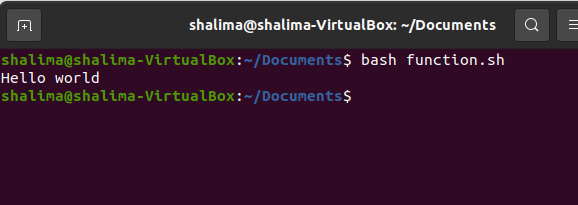 shalima@shalima-VirtualBox: ~/Documents
shalima@shalima-VirtualBox:~/Documents$ bash function.sh
Hello world
shalima@shalima-VirtualBox:~/Documents$